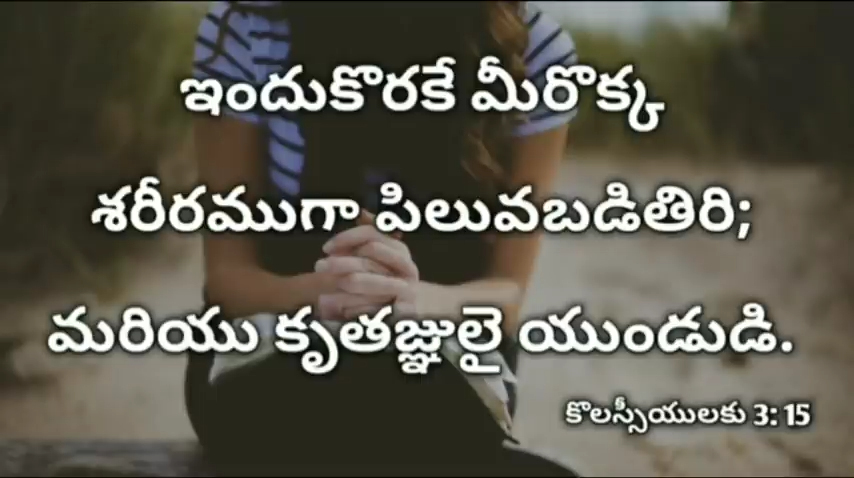 ఇందుకొరకే మీరొక్క
శరీరముగా పిలువబడితిరి;
మరియు కృతజ్ఞులై యుండుడి.
కొలస్సీయులకు 3: 15